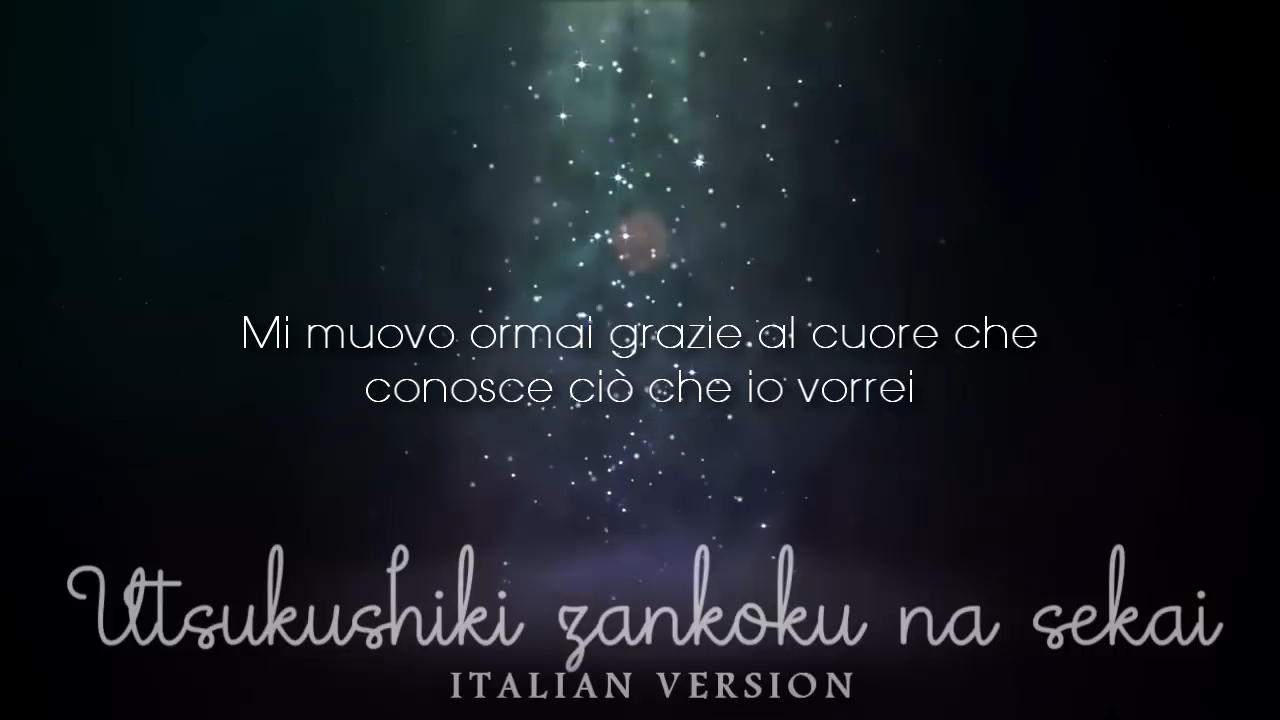 Mi muovo ormai grazie al cuore che
conosce ciò che io vorrei
Utsukushiki zankoku na sekai
ITALIAN VERSION